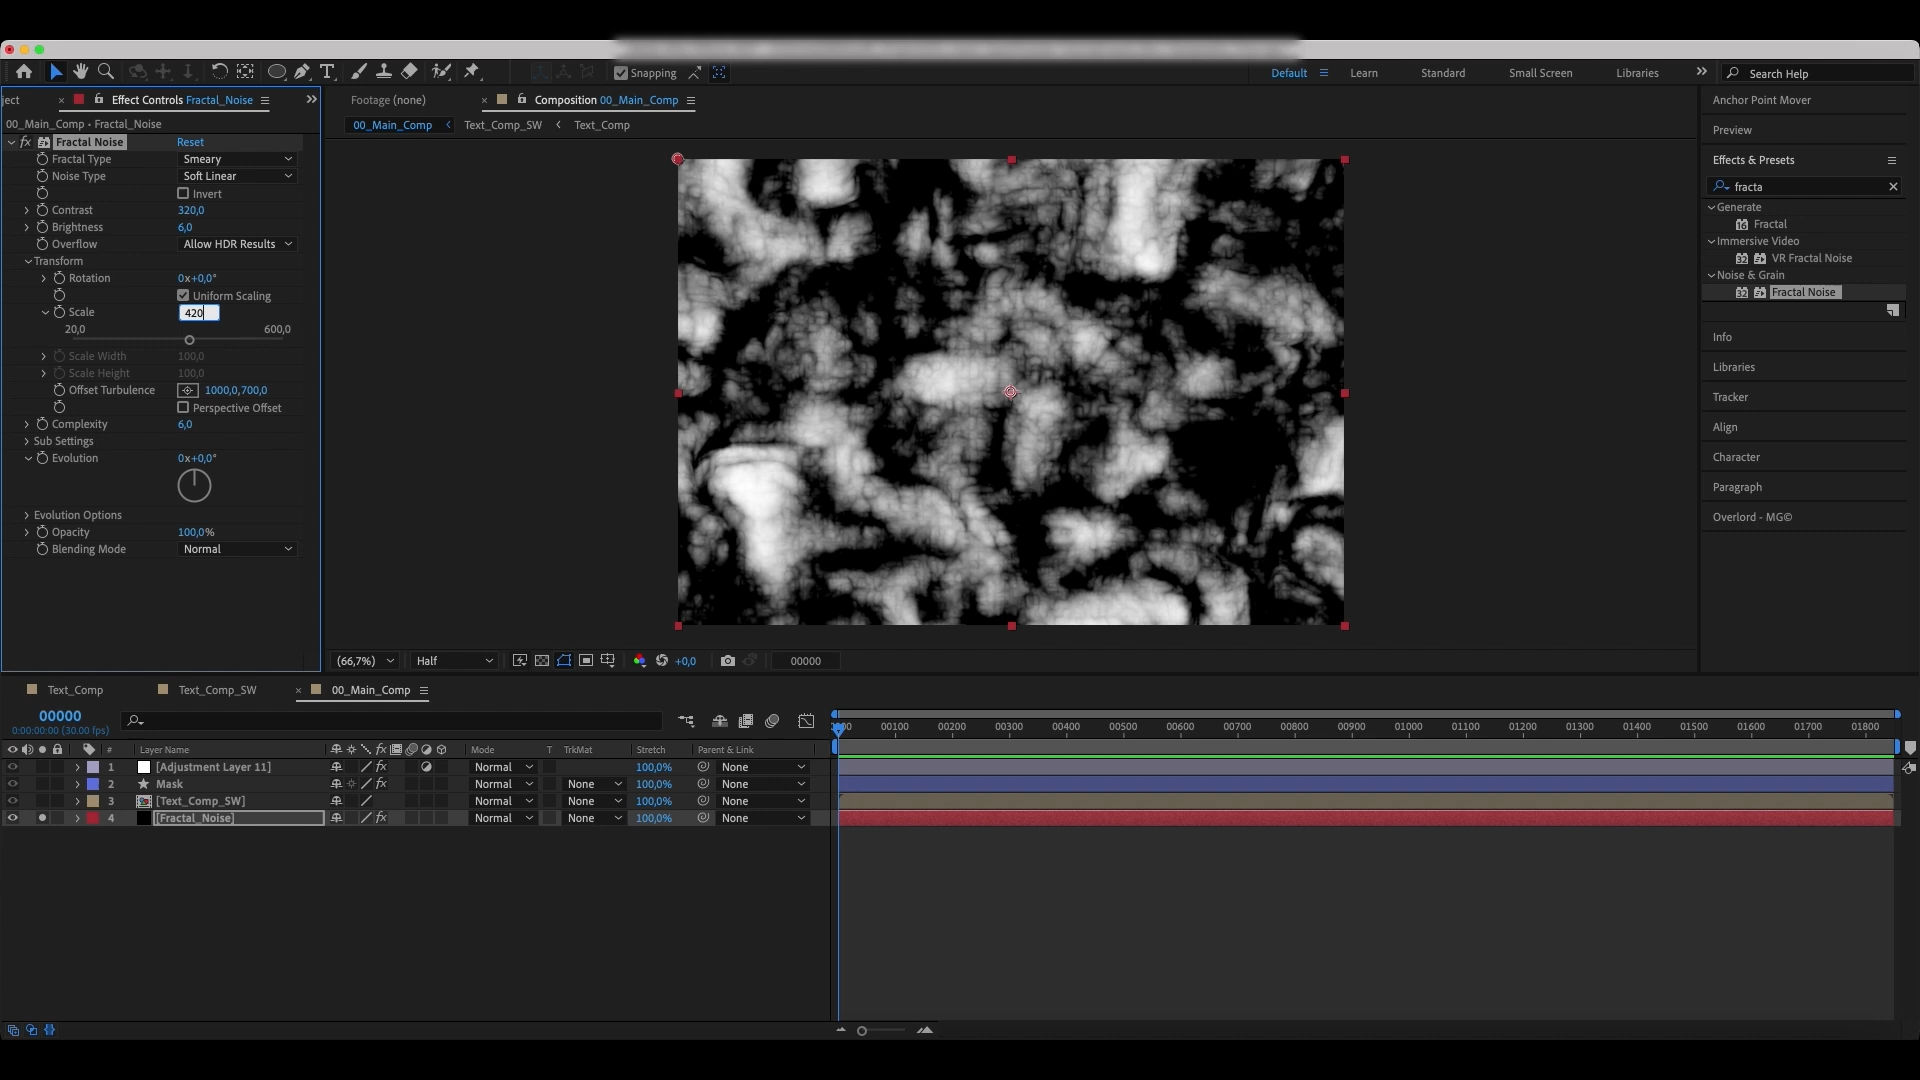 Snapping
Default
Learn
Standard
Small Screen
Libraries
Search Help
ject
Effect Controls Fractal_Noise
Footage (none)
Composition 00_Main_Comp
Anchor Point Mover
00_Main_Comp • Fractal_Noise
00_Main_Comp
Text_Comp_SW
Text_Comp
Preview
Fractal Noise
Reset
Fractal Type
Smeary
Noise Type
Soft Linear
Invert
Contrast
320,0
Brightness
6,0
Overflow
Allow HDR Results
Transform
Rotation
0x+0,0°
Uniform Scaling
Scale
420
20,0
600,0
Scale Width
100,0
Scale Height
100,0
Offset Turbulence
1000,0,700,0
Perspective Offset
Complexity
6,0
Sub Settings
Evolution
0x+0,0°
Evolution Options
Opacity
100,0%
Blending Mode
Normal
Effects & Presets
fracta
Generate
16 Fractal
Immersive Video
32 VR Fractal Noise
Noise & Grain
32 Fractal Noise
Info
Libraries
Tracker
Align
Character
Paragraph
Overlord - MG©
(66,7%)
Half
+0,0
00000
Text_Comp
Text_Comp_SW
00_Main_Comp
00000
0:00:00:00 (30.00 fps)
00100 00200 00300 00400 00500 00600 00700 00800 00900 01000 01100 01200 01300 01400 01500 01600 01700 01800
# Layer Name Mode T TrkMat Stretch Parent & Link
1 [Adjustment Layer 11] Normal 100,0% None
2 Mask Normal None 100,0% None
3 [Text_Comp_SW] Normal None 100,0% None
4 [Fractal_Noise] Normal None 100,0% None